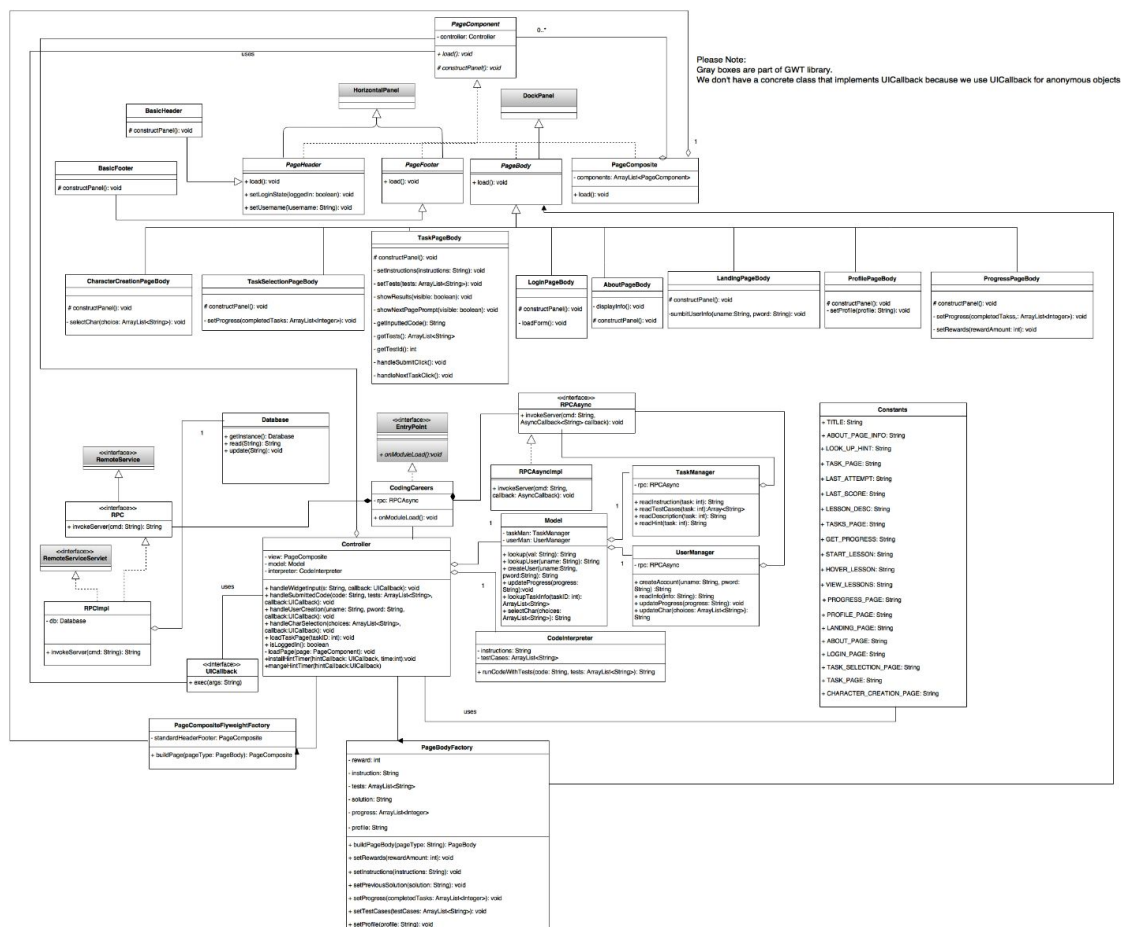 PageComponent
- controller: Controller
+ load(): void
# constructPanel(): void
0..*
uses
Please Note:
Gray boxes are part of GWT library.
We don't have a concrete class that implements UICallback because we use UICallback for anonymous objects
HorizontalPanel
DockPanel
BasicHeader
# constructPanel(): void
BasicFooter
# constructPanel(): void
PageHeader
+ load(): void
+ setLoginState(loggedIn: boolean): void
+ setUsername(username: String): void
PageFooter
+ load(): void
PageBody
+ load(): void
PageComposite
- components: ArrayList<PageComponent>
+ load(): void
1
CharacterCreationPageBody
# constructPanel(): void
- selectChar(choice: ArrayList<String>): void
TaskSelectionPageBody
# constructPanel(): void
- setProgress(completedTasks: ArrayList<Integer>): void
TaskPageBody
# constructPanel(): void
- setInstructions(instructions: String): void
- setTests(tests: ArrayList<String>): void
- showResults(visible: boolean): void
- showNextPagePrompt(visible: boolean): void
- getInputtedCode(): String
- getTests(): ArrayList<String>
- getTestId(): int
- handleSubmitClick(): void
- handleNextTaskClick(): void
LoginPageBody
# constructPanel(): void
- loadForm(): void
AboutPageBody
- displayInfo(): void
# constructPanel(): void
LandingPageBody
# constructPanel(): void
- sumbitUserInfo(uname String, pword: String): void
ProfilePageBody
# constructPanel(): void
- setProfile(profile: String): void
ProgressPageBody
# constructPanel(): void
- setProgress(completedTakss,: ArrayList<Integer>): void
- setRewards(rewardAmount: int): void
Database
+ getInstance(): Database
+ read(String): String
+ update(String): void
1
<<interface>>
RemoteService
<<interface>>
RPC
+ invokeServer(cmd: String): String
<<interface>>
RemoteServiceServlet
RPCImpl
- db: Database
+ invokeServer(cmd: String): String
<<interface>>
EntryPoint
+ onModuleLoad():void
CodingCareers
- rpc: RPCAsync
+ onModuleLoad(): void
<<interface>>
RPCAsync
+ invokeServer(cmd: String,
AsyncCallback<String> callback): void
RPCAsyncImpl
+ invokeServer(cmd: String,
callback: AsyncCallback): void
TaskManager
- rpc: RPCAsync
+ readInstruction(task: int): String
+ readTestCases(task: int):Array<String>
+ readDescription(task: int): String
+ readHint(task: int): String
UserManager
- rpc: RPCAsync
+ createAccount(uname: String, pword:
String): String
+ readInfo(info: String): String
+ updateProgress(progress: String): void
+ updateChar(choices: ArrayList<String>):
String
Model
- taskMan: TaskManager
- userMan: UserManager
+ lookup(val: String): String
+ lookupUser(uname: String): String
+ createUser(uname:String,
pword:String): String
+ updateProgress(progress:
String):void
+ lookupTaskInfo(taskID: int):
ArrayList<String>
+ selectChar(choices:
ArrayList<String>): String
1
1
1
1
Controller
- view: PageComposite
- model: Model
- interpreter: CodeInterpreter
+ handleWidgetInput(s: String, callback: UICallback): void
+ handleSubmittedCode(code: String, tests: ArrayList<String>,
callback:UICallback): void
+ handleUserCreation(uname: String, pword: String,
callback:UICallback): void
+ handleCharSelection(choices: ArrayList<String>,
callback:UICallback): void
+ loadTaskPage(taskID: int): void
+ isLoggedIn(): boolean
- loadPage(page: PageComponent): void
+installHintTimer(hintCallback: UICallback, time:int):void
+mangeHintTimer(hintCallback:UICallback)
CodeInterpreter
- instructions: String
- testCases: ArrayList<String>
+ runCodeWithTests(code: String, tests: ArrayList<String>): String
uses
<<interface>>
UICallback
+ exec(args: String)
Constants
+ TITLE: String
+ ABOUT_PAGE_INFO: String
+ LOOK_UP_HINT: String
+ TASK_PAGE: String
+ LAST_ATTEMPT: String
+ LAST_SCORE: String
+ LESSON_DESC: String
+ TASKS_PAGE: String
+ GET_PROGRESS: String
+ START_LESSON: String
+ HOVER_LESSON: String
+ VIEW_LESSONS: String
+ PROGRESS_PAGE: String
+ PROFILE_PAGE: String
+ LANDING_PAGE: String
+ ABOUT_PAGE: String
+ LOGIN_PAGE: String
+ TASK_SELECTION_PAGE: String
+ TASK_PAGE: String
+ CHARACTER_CREATION_PAGE: String
uses
PageCompositeFlyweightFactory
- standardHeaderFooter: PageComposite
+ buildPage(pageType: PageBody): PageComposite
PageBodyFactory
- reward: int
- instruction: String
- tests: ArrayList<String>
- solution: String
- progress: ArrayList<Integer>
- profile: String
+ buildPageBody(pageType: String): PageBody
+ setRewards(rewardAmount: int): void
+ setInstructions(instructions: String): void
+ setPreviousSolution(solution: String): void
+ setProgress(completedTasks: ArrayList<Integer>): void
+ setTestCases(testCases: ArrayList<String>): void
+ setProfile(profile: String): void